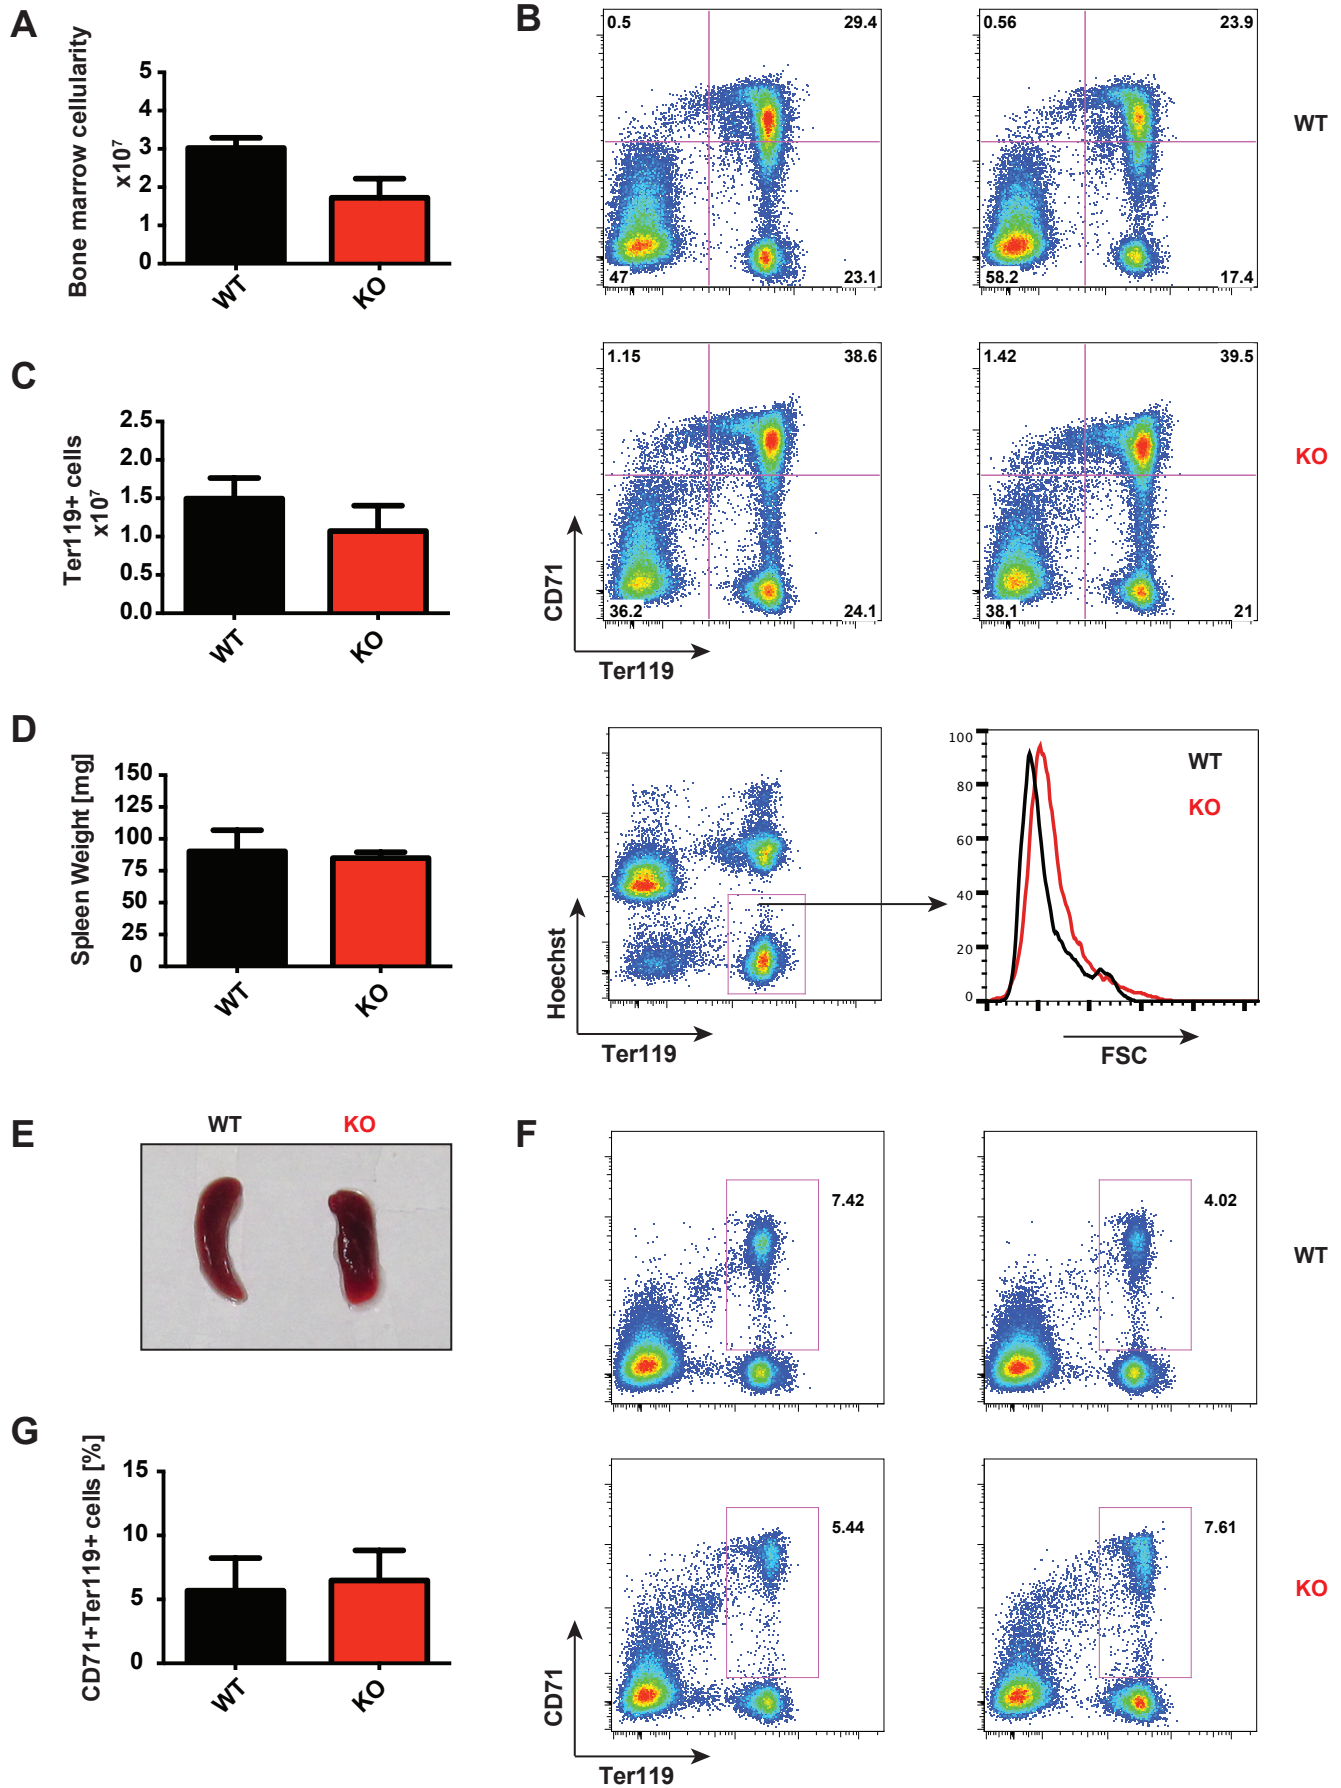 A
Bone marrow cellularity
x10⁷
5
4
3
2
1
0
WT
KO
B
0.5
29.4
47
23.1
0.56
23.9
58.2
17.4
WT
1.15
38.6
36.2
24.1
1.42
39.5
38.1
21
KO
CD71
Ter119
C
Ter119+ cells
x10⁷
2.5
2.0
1.5
1.0
0.5
0.0
WT
KO
D
Spleen Weight [mg]
150
125
100
75
50
25
0
WT
KO
Hoechst
Ter119
100
80
60
40
20
0
WT
KO
FSC
E
WT
KO
F
7.42
4.02
WT
5.44
7.61
KO
CD71
Ter119
G
CD71+Ter119+ cells [%]
15
10
5
0
WT
KO